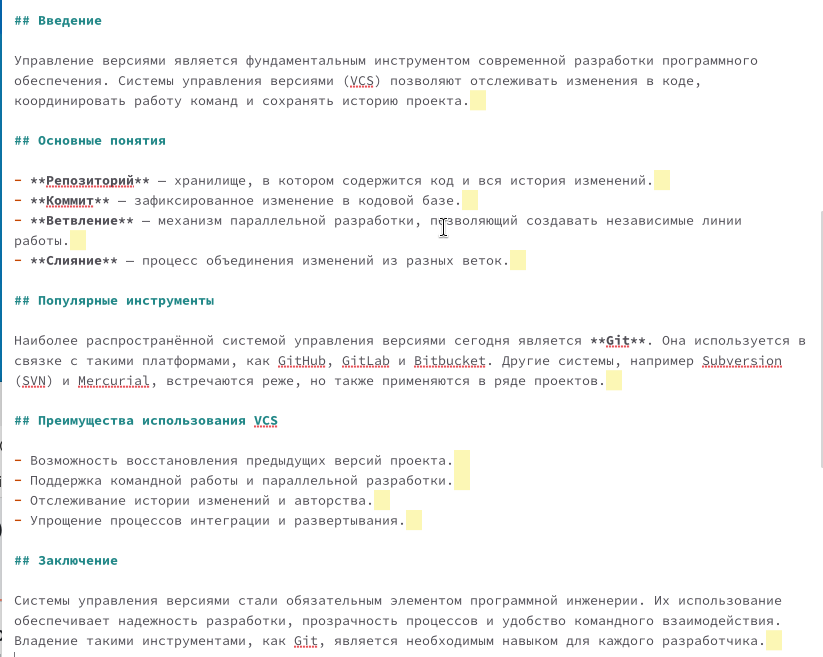 ## Введение
Управление версиями является фундаментальным инструментом современной разработки программного
обеспечения. Системы управления версиями (VCS) позволяют отслеживать изменения в коде,
координировать работу команд и сохранять историю проекта.
## Основные понятия
- **Репозиторий** — хранилище, в котором содержится код и вся история изменений.
- **Коммит** — зафиксированное изменение в кодовой базе.
- **Ветвление** — механизм параллельной разработки, позволяющий создавать независимые линии
работы.
- **Слияние** — процесс объединения изменений из разных веток.
## Популярные инструменты
Наиболее распространённой системой управления версиями сегодня является **Git**. Она используется в
связке с такими платформами, как GitHub, GitLab и Bitbucket. Другие системы, например Subversion
(SVN) и Mercurial, встречаются реже, но также применяются в ряде проектов.
## Преимущества использования VCS
- Возможность восстановления предыдущих версий проекта.
- Поддержка командной работы и параллельной разработки.
- Отслеживание истории изменений и авторства.
- Упрощение процессов интеграции и развертывания.
## Заключение
Системы управления версиями стали обязательным элементом программной инженерии. Их использование
обеспечивает надежность разработки, прозрачность процессов и удобство командного взаимодействия.
Владение такими инструментами, как Git, является необходимым навыком для каждого разработчика.